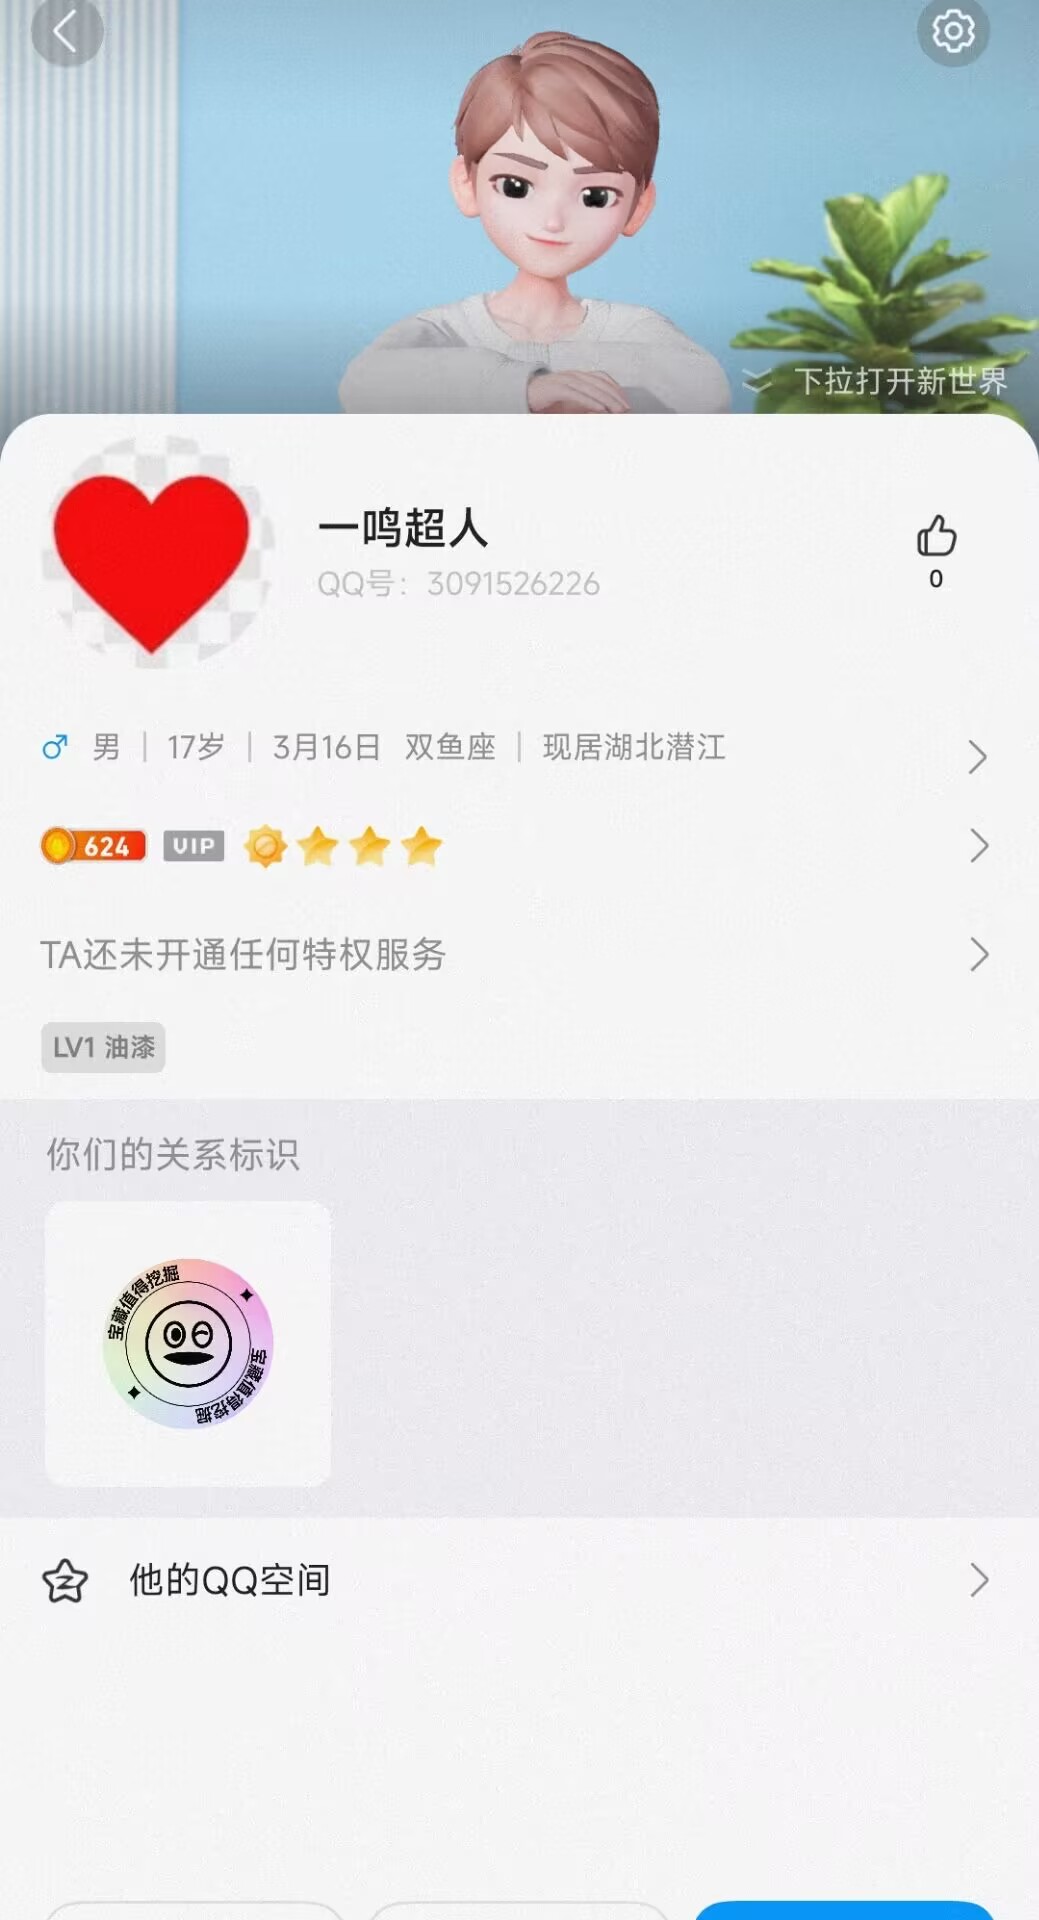 下拉打开新世界
一鸣超人
QQ号：3091526226
0
男 | 17岁 | 3月16日 双鱼座 | 现居湖北潜江
624 VIP
TA还未开通任何特权服务
LV1 油漆
你们的关系标识
宝藏值得挖掘
宝藏值得挖掘
他的QQ空间